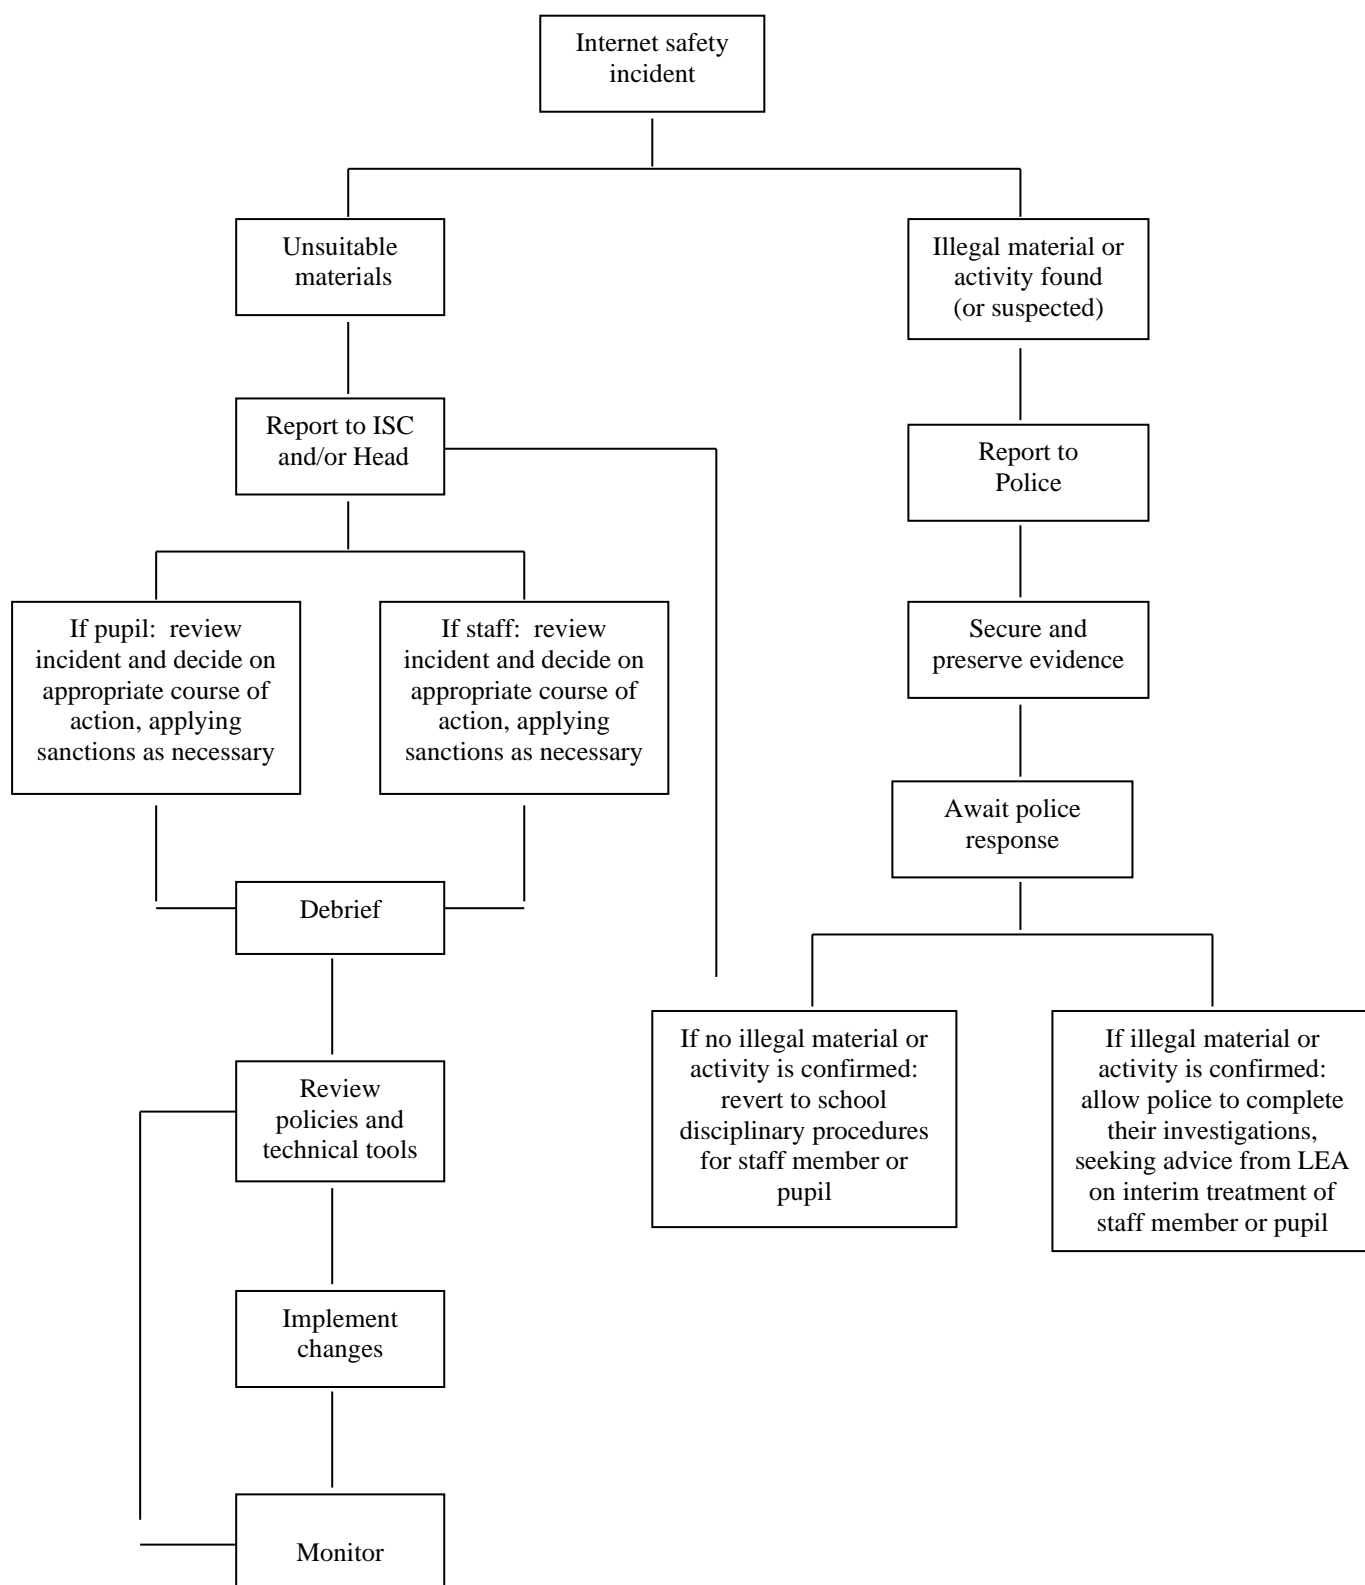 Internet safety
incident
Unsuitable
materials
Illegal material or
activity found
(or suspected)
Report to ISC
and/or Head
Report to
Police
If pupil:  review
incident and decide on
appropriate course of
action, applying
sanctions as necessary
If staff:  review
incident and decide on
appropriate course of
action, applying
sanctions as necessary
Secure and
preserve evidence
Await police
response
Debrief
If no illegal material or
activity is confirmed:
revert to school
disciplinary procedures
for staff member or
pupil
If illegal material or
activity is confirmed:
allow police to complete
their investigations,
seeking advice from LEA
on interim treatment of
staff member or pupil
Review
policies and
technical tools
Implement
changes
Monitor